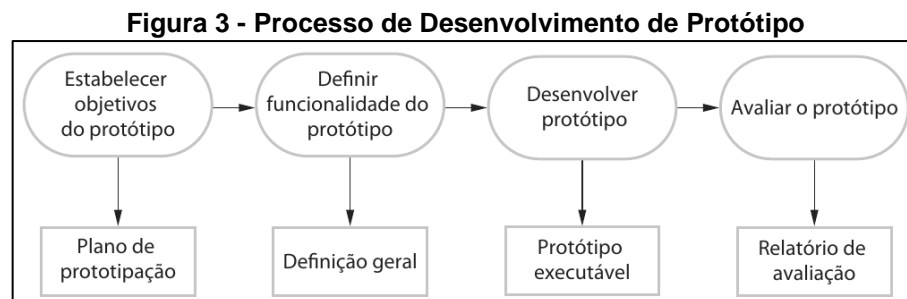 Figura 3 - Processo de Desenvolvimento de Protótipo
Estabelecer
objetivos
do protótipo
Definir
funcionalidade do
protótipo
Desenvolver
protótipo
Avaliar o protótipo
Plano de
prototipação
Definição geral
Protótipo
executável
Relatório de
avaliação